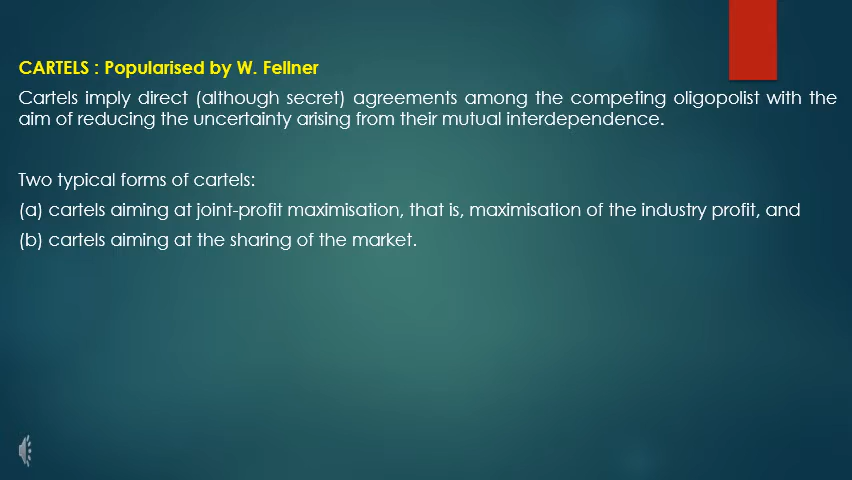 CARTELS : Popularised by W. Fellner
Cartels imply direct (although secret) agreements among the competing oligopolist with the
aim of reducing the uncertainty arising from their mutual interdependence.
Two typical forms of cartels:
(a) cartels aiming at joint-profit maximisation, that is, maximisation of the industry profit, and
(b) cartels aiming at the sharing of the market.